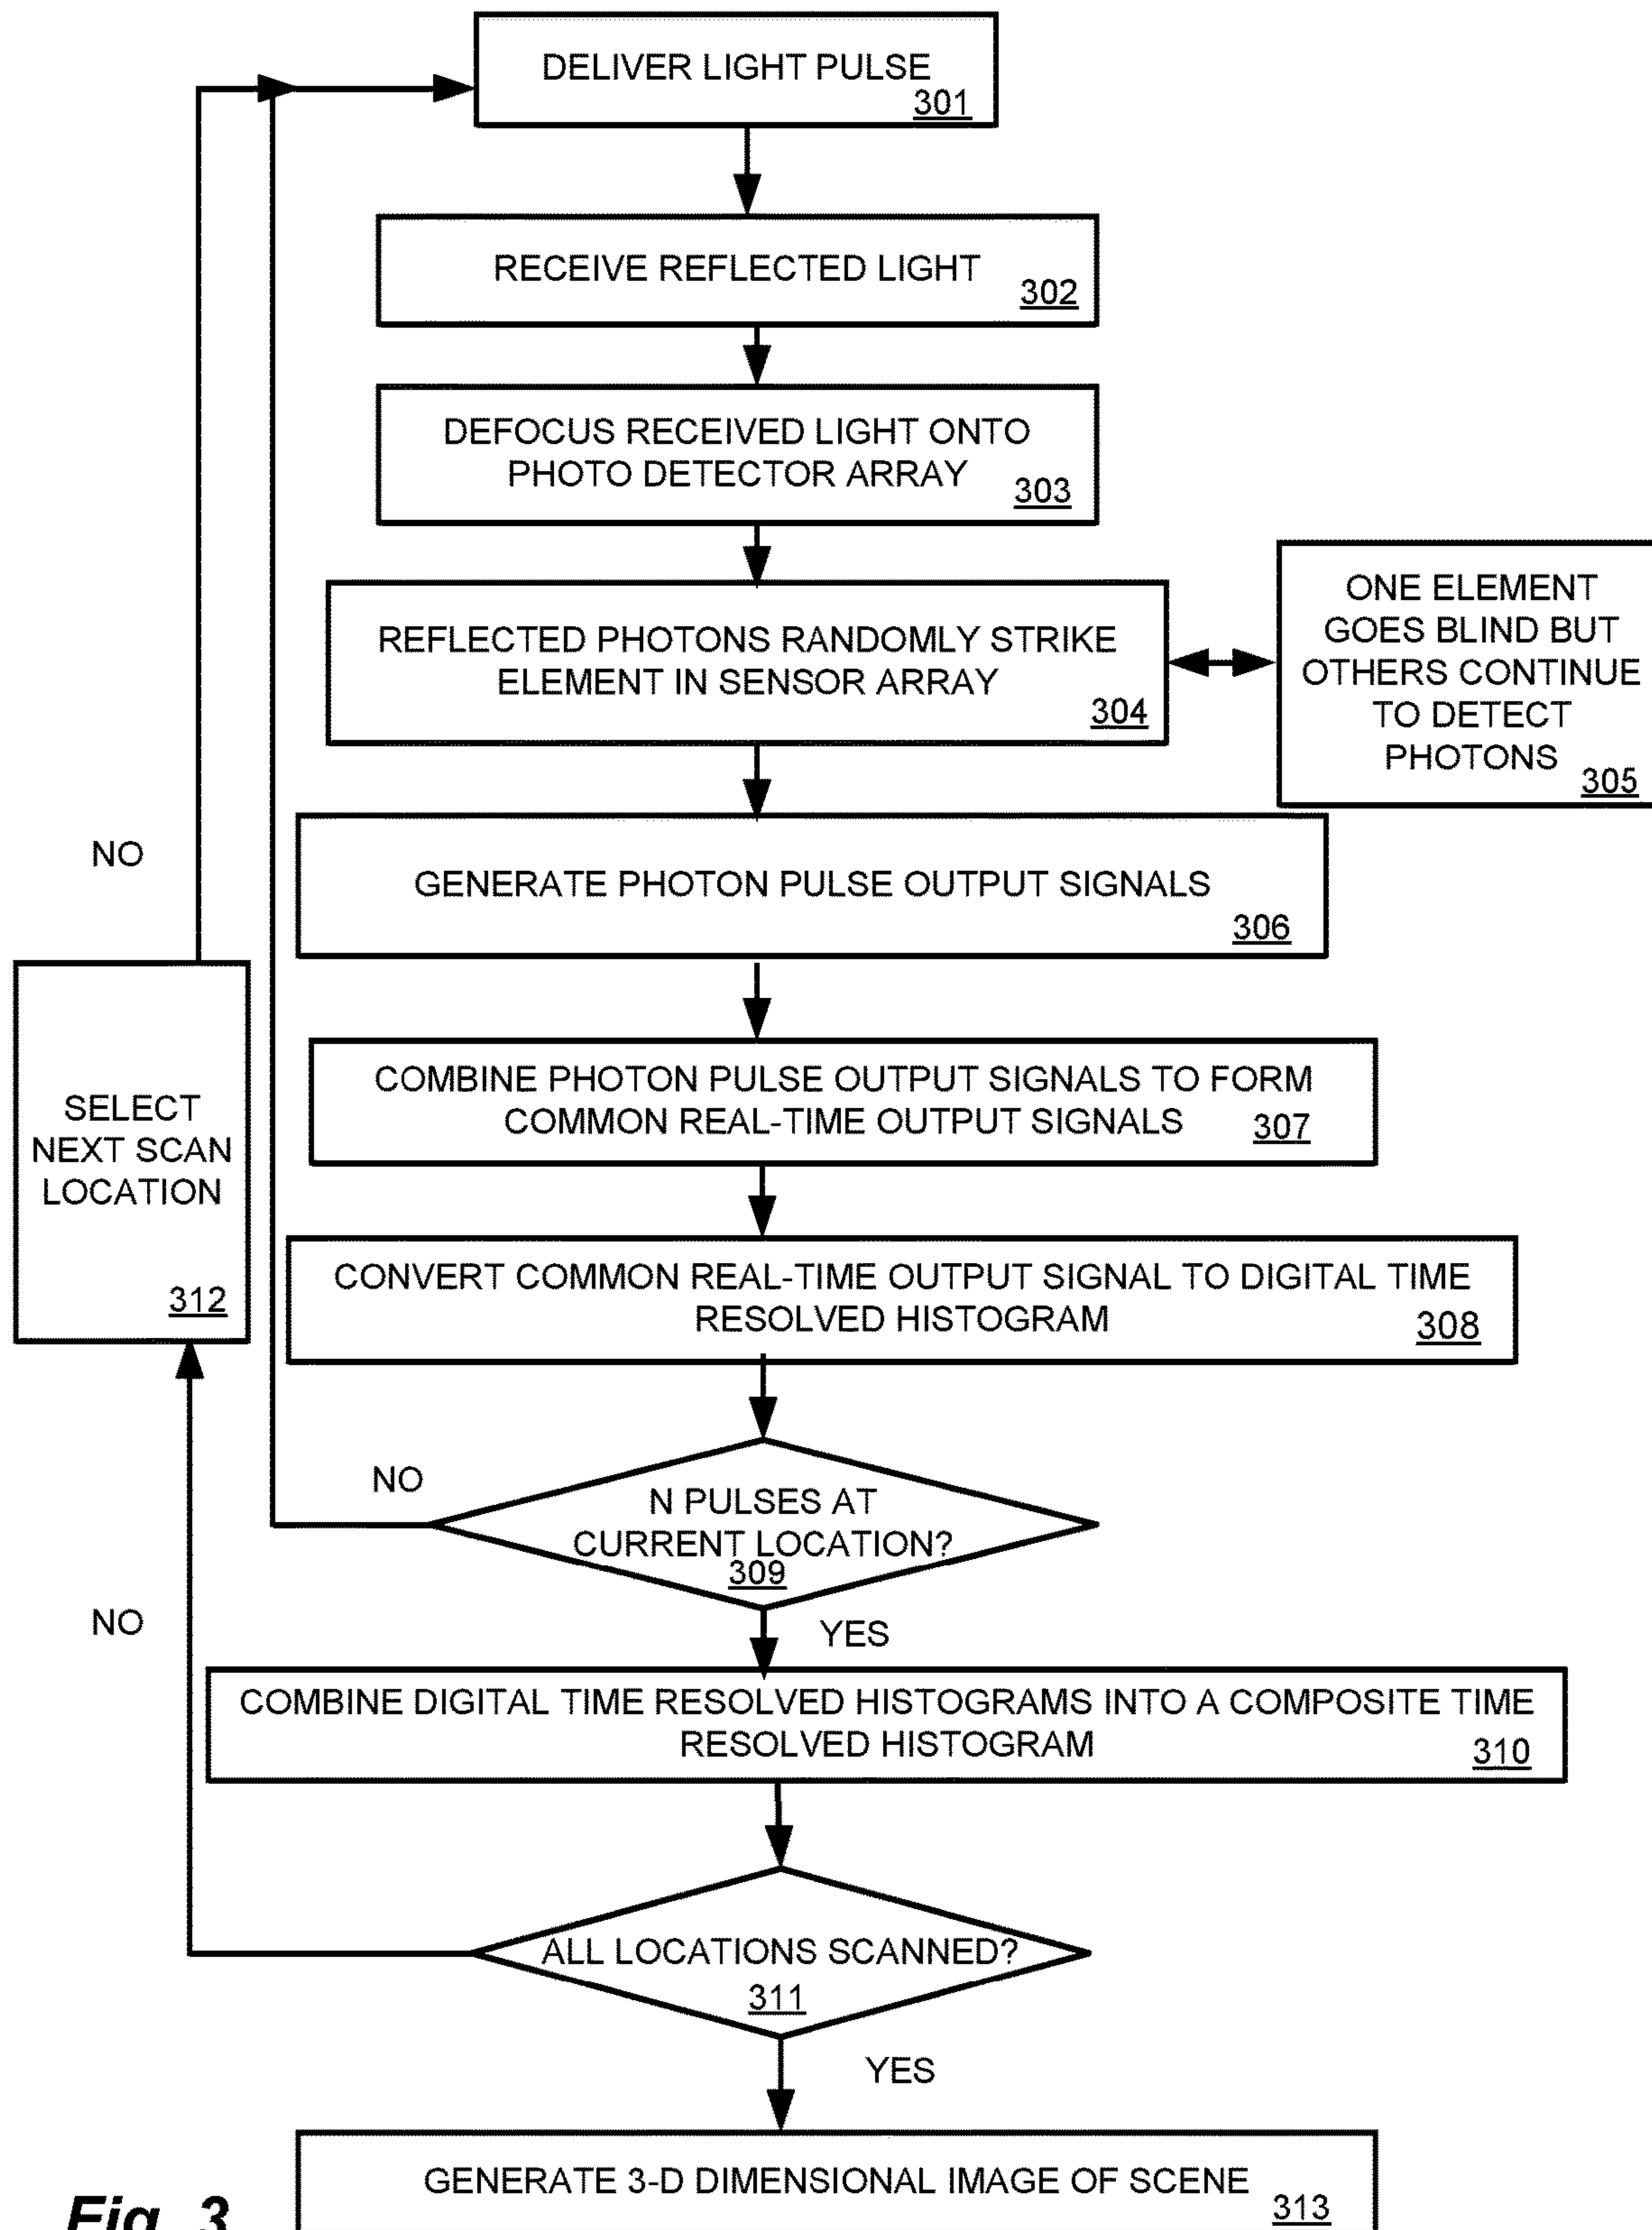 DELIVER LIGHT PULSE
301
RECEIVE REFLECTED LIGHT
302
DEFOCUS RECEIVED LIGHT ONTO
PHOTO DETECTOR ARRAY
303
REFLECTED PHOTONS RANDOMLY STRIKE
ELEMENT IN SENSOR ARRAY
304
ONE ELEMENT
GOES BLIND BUT
OTHERS CONTINUE
TO DETECT
PHOTONS
305
NO
GENERATE PHOTON PULSE OUTPUT SIGNALS
306
COMBINE PHOTON PULSE OUTPUT SIGNALS TO FORM
COMMON REAL-TIME OUTPUT SIGNALS 307
SELECT
NEXT SCAN
LOCATION
312
CONVERT COMMON REAL-TIME OUTPUT SIGNAL TO DIGITAL TIME
RESOLVED HISTOGRAM
308
NO
N PULSES AT
CURRENT LOCATION?
309
NO
YES
COMBINE DIGITAL TIME RESOLVED HISTOGRAMS INTO A COMPOSITE TIME
RESOLVED HISTOGRAM
310
ALL LOCATIONS SCANNED?
311
YES
GENERATE 3-D DIMENSIONAL IMAGE OF SCENE
313
Fig. 3